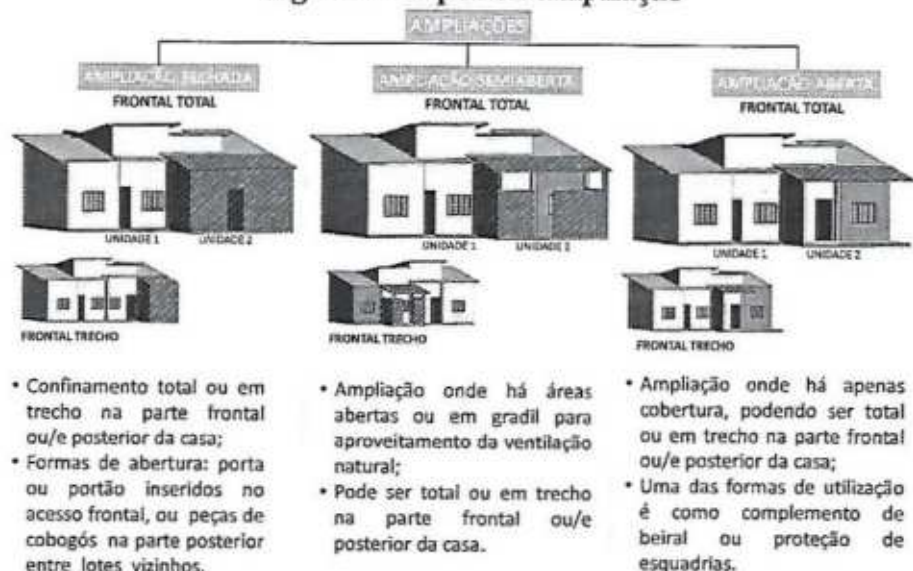 AMPLIAÇÕES
AMPLIAÇÃO FECHADA
FRONTAL TOTAL
UNIDADE 1 UNIDADE 2
FRONTAL TRECHO
• Confinamento total ou em
trecho na parte frontal
ou/e posterior da casa;
• Formas de abertura: porta
ou portão inseridos no
acesso frontal, ou peças de
cobogós na parte posterior
entre lotes vizinhos.
AMPLIAÇÃO SEMIABERTA
FRONTAL TOTAL
UNIDADE 1 UNIDADE 2
FRONTAL TRECHO
• Ampliação onde há áreas
abertas ou em gradil para
aproveitamento da ventilação
natural;
• Pode ser total ou em trecho
na parte frontal ou/e
posterior da casa.
AMPLIAÇÃO ABERTA
FRONTAL TOTAL
UNIDADE 1 UNIDADE 2
FRONTAL TRECHO
• Ampliação onde há apenas
cobertura, podendo ser total
ou em trecho na parte frontal
ou/e posterior da casa;
• Uma das formas de utilização
é como complemento de
beiral ou proteção de
esquadrias.